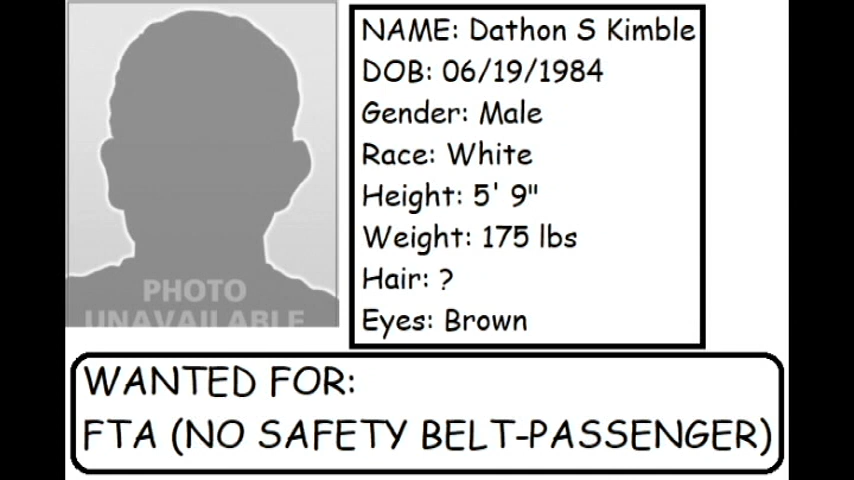 NAME: Dathon S Kimble
DOB: 06/19/1984
Gender: Male
Race: White
Height: 5' 9"
Weight: 175 lbs
Hair: ?
Eyes: Brown
PHOTO
UNAVAILABLE
WANTED FOR:
FTA (NO SAFETY BELT-PASSENGER)